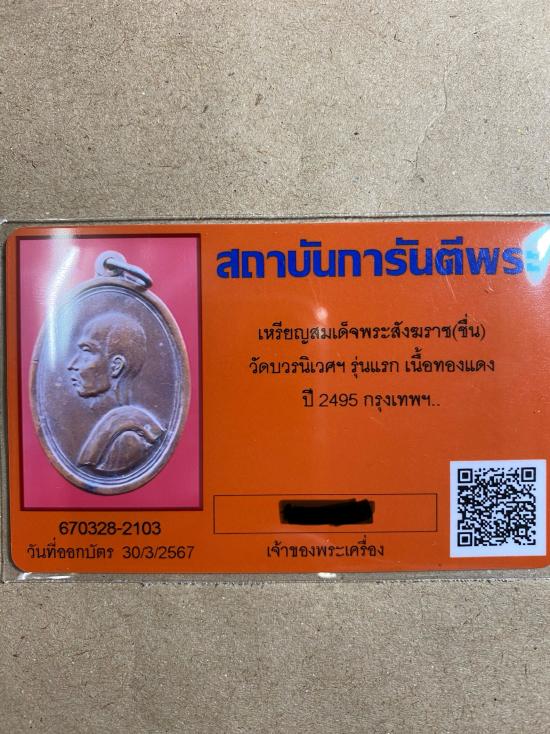 สถาบันการันตีพระ
เหรียญสมเด็จพระสังฆราช(ชื่น)
วัดบวรนิเวศฯ รุ่นแรก เนื้อทองแดง
ปี 2495 กรุงเทพฯ..
670328-2103
วันที่ออกบัตร 30/3/2567
เจ้าของพระเครื่อง